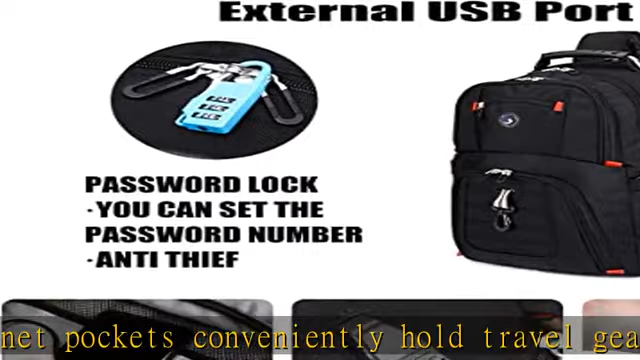 External USB Port
PASSWORD LOCK
·YOU CAN SET THE
PASSWORD NUMBER
·ANTI THIEF
net pockets conveniently hold travel gea